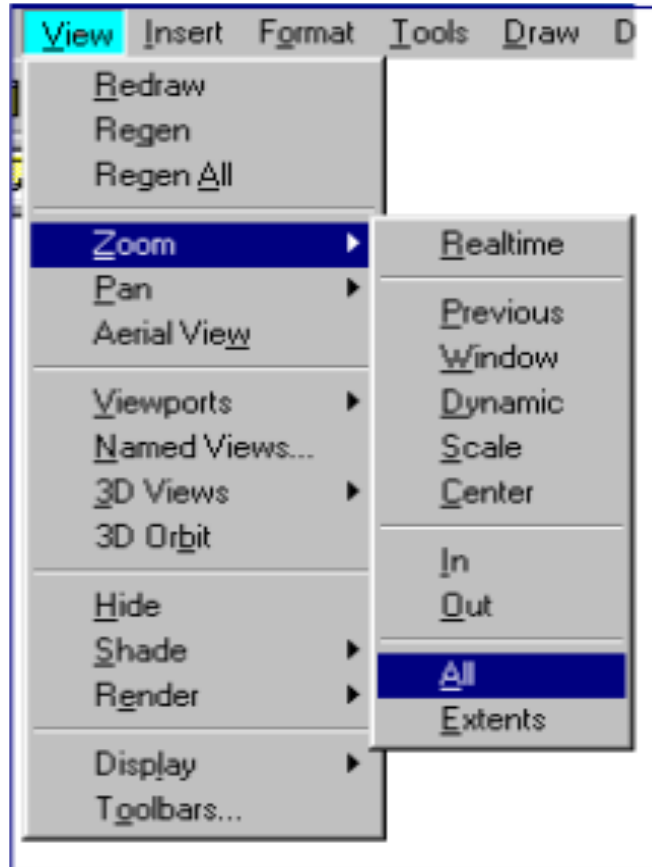 View Insert Format Tools Draw D
Redraw
Regen
Regen All
Zoom
Pan
Aerial View
Viewports
Named Views...
3D Views
3D Orbit
Hide
Shade
Render
Display
Toolbars...
Realtime
Previous
Window
Dynamic
Scale
Center
In
Out
All
Extents